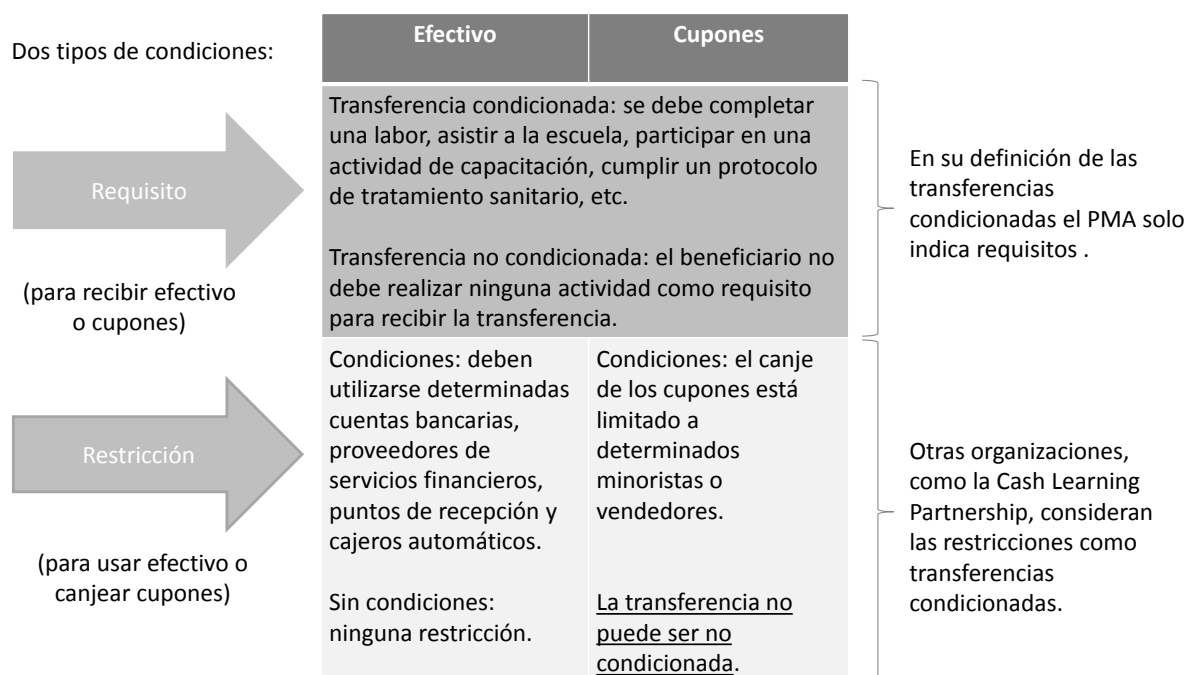 Dos tipos de condiciones:
Efectivo
Cupones
Requisito
(para recibir efectivo
o cupones)
Transferencia condicionada: se debe completar
una labor, asistir a la escuela, participar en una
actividad de capacitación, cumplir un protocolo
de tratamiento sanitario, etc.
Transferencia no condicionada: el beneficiario no
debe realizar ninguna actividad como requisito
para recibir la transferencia.
En su definición de las
transferencias
condicionadas el PMA solo
indica requisitos .
Restricción
(para usar efectivo o
canjear cupones)
Condiciones: deben
utilizarse determinadas
cuentas bancarias,
proveedores de
servicios financieros,
puntos de recepción y
cajeros automáticos.
Sin condiciones:
ninguna restricción.
Condiciones: el canje
de los cupones está
limitado a
determinados
minoristas o
vendedores.
La transferencia no
puede ser no
condicionada.
Otras organizaciones,
como la Cash Learning
Partnership, consideran
las restricciones como
transferencias
condicionadas.